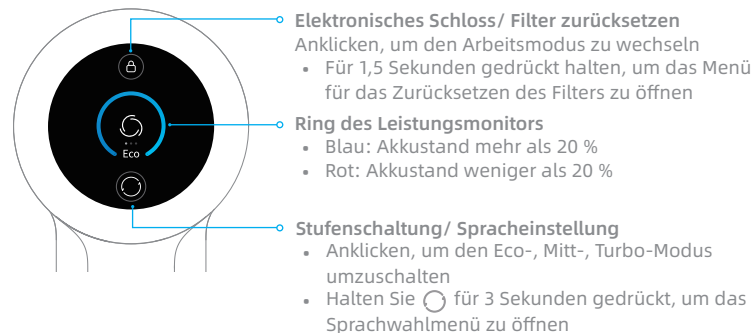 Elektronisches Schloss/ Filter zurücksetzen
Anklicken, um den Arbeitsmodus zu wechseln
• Für 1,5 Sekunden gedrückt halten, um das Menü
für das Zurücksetzen des Filters zu öffnen
Eco
Ring des Leistungsmonitors
• Blau: Akkustand mehr als 20 %
• Rot: Akkustand weniger als 20 %
Stufenschaltung/ Spracheinstellung
• Anklicken, um den Eco-, Mitt-, Turbo-Modus
umzuschalten
• Halten Sie für 3 Sekunden gedrückt, um das
Sprachwahlmenü zu öffnen